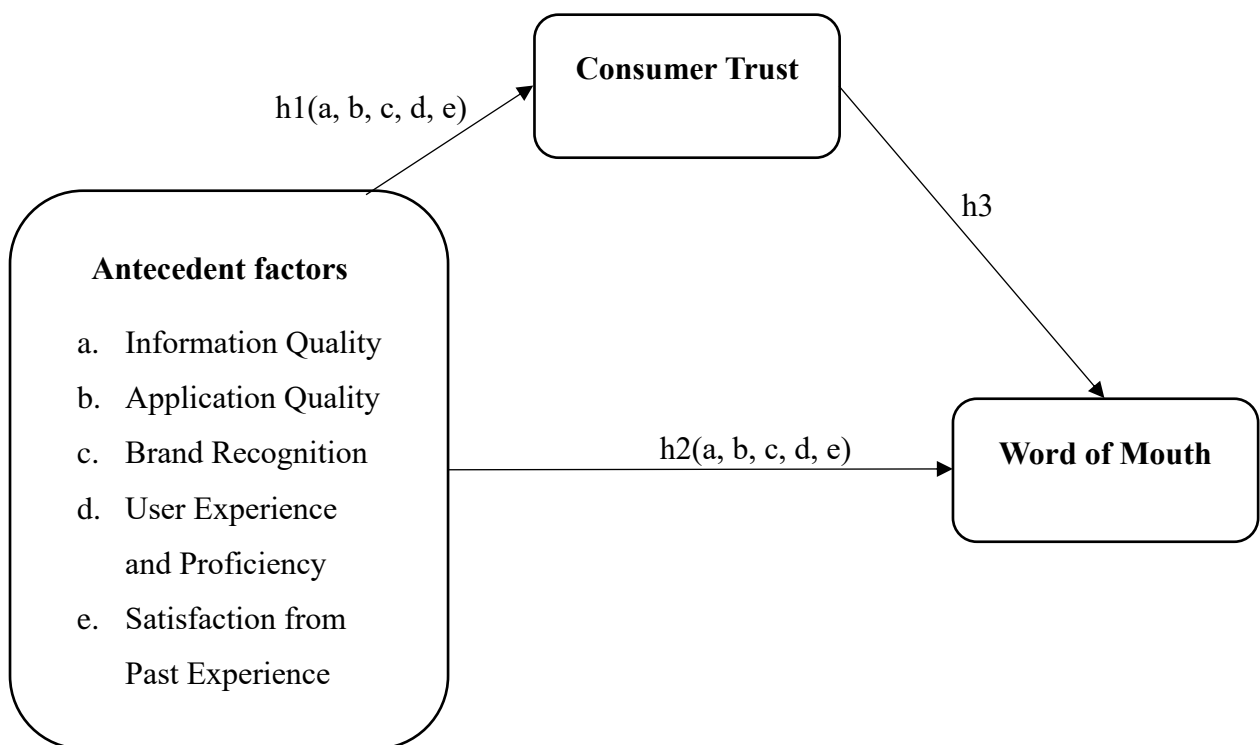 Consumer Trust
h1(a, b, c, d, e)
h3
Antecedent factors
a. Information Quality
b. Application Quality
c. Brand Recognition
d. User Experience
and Proficiency
e. Satisfaction from
Past Experience
h2(a, b, c, d, e)
Word of Mouth